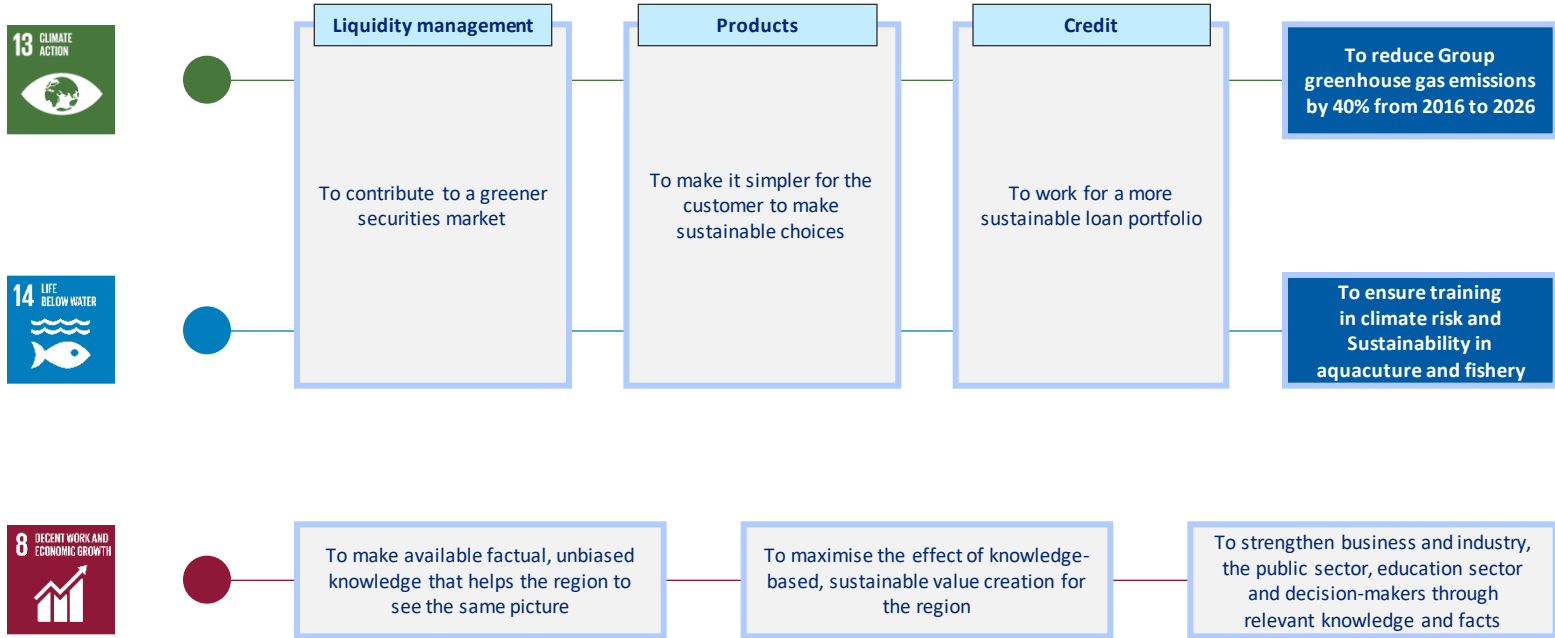 13 CLIMATE
ACTION
Liquidity management
To contribute to a greener
securities market
Products
To make it simpler for the
customer to make
sustainable choices
Credit
To work for a more
sustainable loan portfolio
To reduce Group
greenhouse gas emissions
by 40% from 2016 to 2026
14 LIFE
BELOW WATER
To ensure training
in climate risk and
Sustainability in
aquacuture and fishery
8 DECENT WORK AND
ECONOMIC GROWTH
To make available factual, unbiased
knowledge that helps the region to
see the same picture
To maximise the effect of knowledge-
based, sustainable value creation for
the region
To strengthen business and industry,
the public sector, education sector
and decision-makers through
relevant knowledge and facts